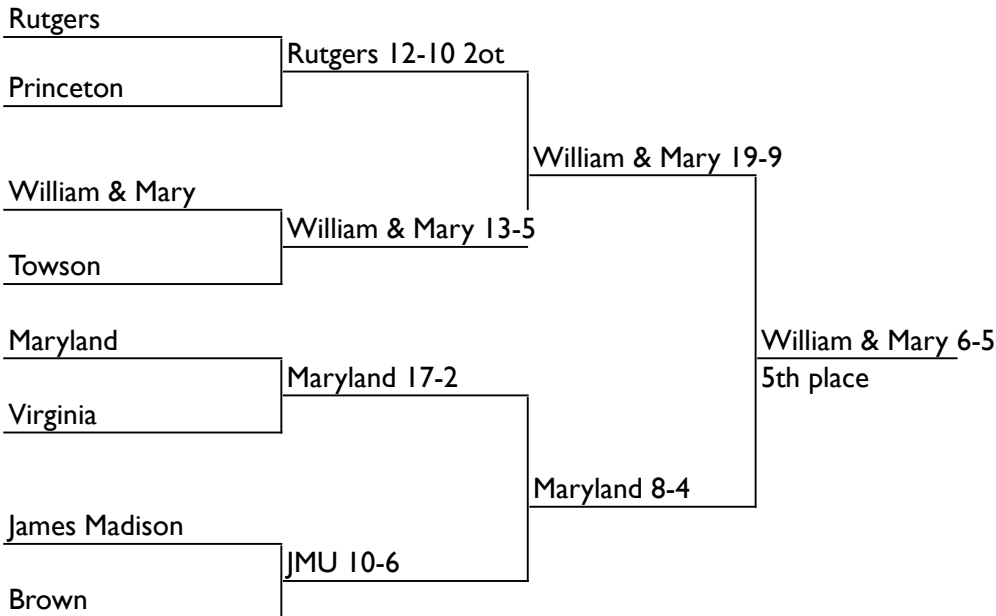 Rutgers
Rutgers 12-10 2ot
Princeton
William & Mary 19-9
William & Mary
William & Mary 13-5
Towson
Maryland
William & Mary 6-5
Maryland 17-2
5th place
Virginia
Maryland 8-4
James Madison
JMU 10-6
Brown